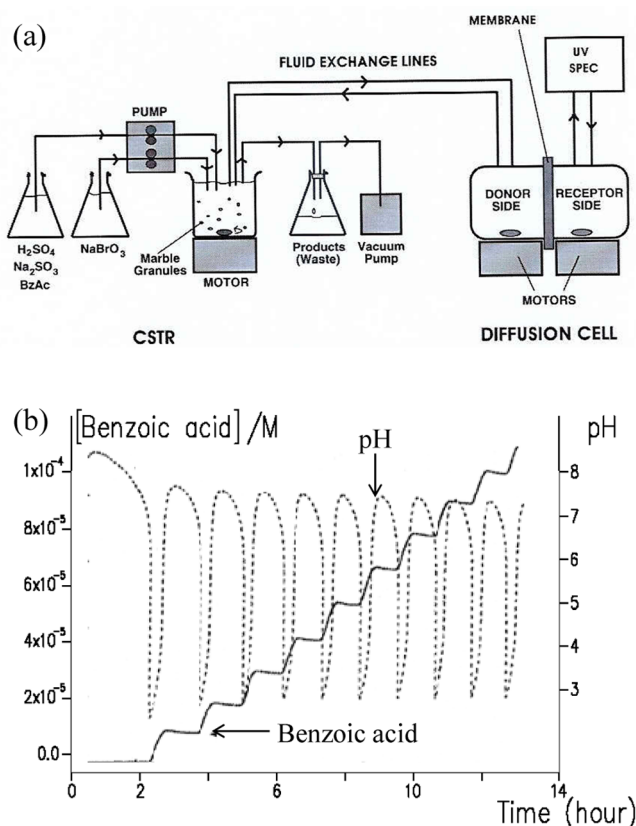 (a)
MEMBRANE
UV
SPEC
FLUID EXCHANGE LINES
PUMP
DONOR
SIDE
RECEPTOR
SIDE
H₂SO₄
Na₂SO₃
BzAc
NaBrO₃
Marble
Granules
MOTOR
Products
(Waste)
Vacuum
Pump
MOTORS
CSTR
DIFFUSION CELL
(b)
[Benzoic acid]/M
pH
pH
1x10⁻⁴
8x10⁻⁵
6x10⁻⁵
4x10⁻⁵
2x10⁻⁵
0.0
8
7
6
5
4
3
Benzoic acid
0 2 4 6 8 10 12 14
Time (hour)